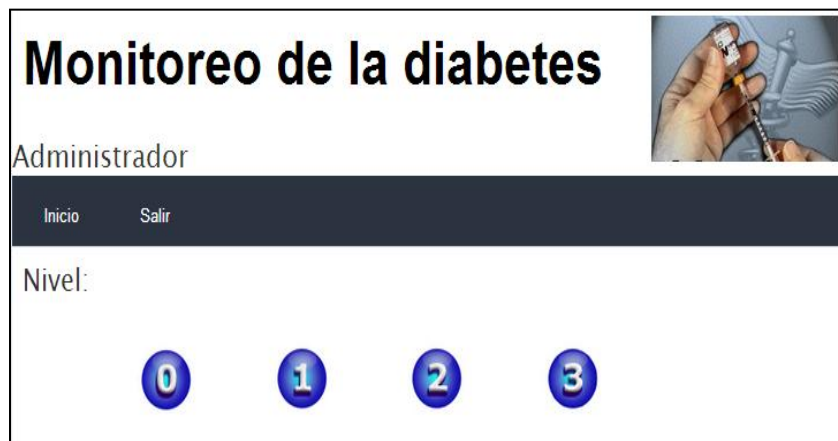 Monitoreo de la diabetes
Administrador
Inicio Salir
Nivel:
0 1 2 3